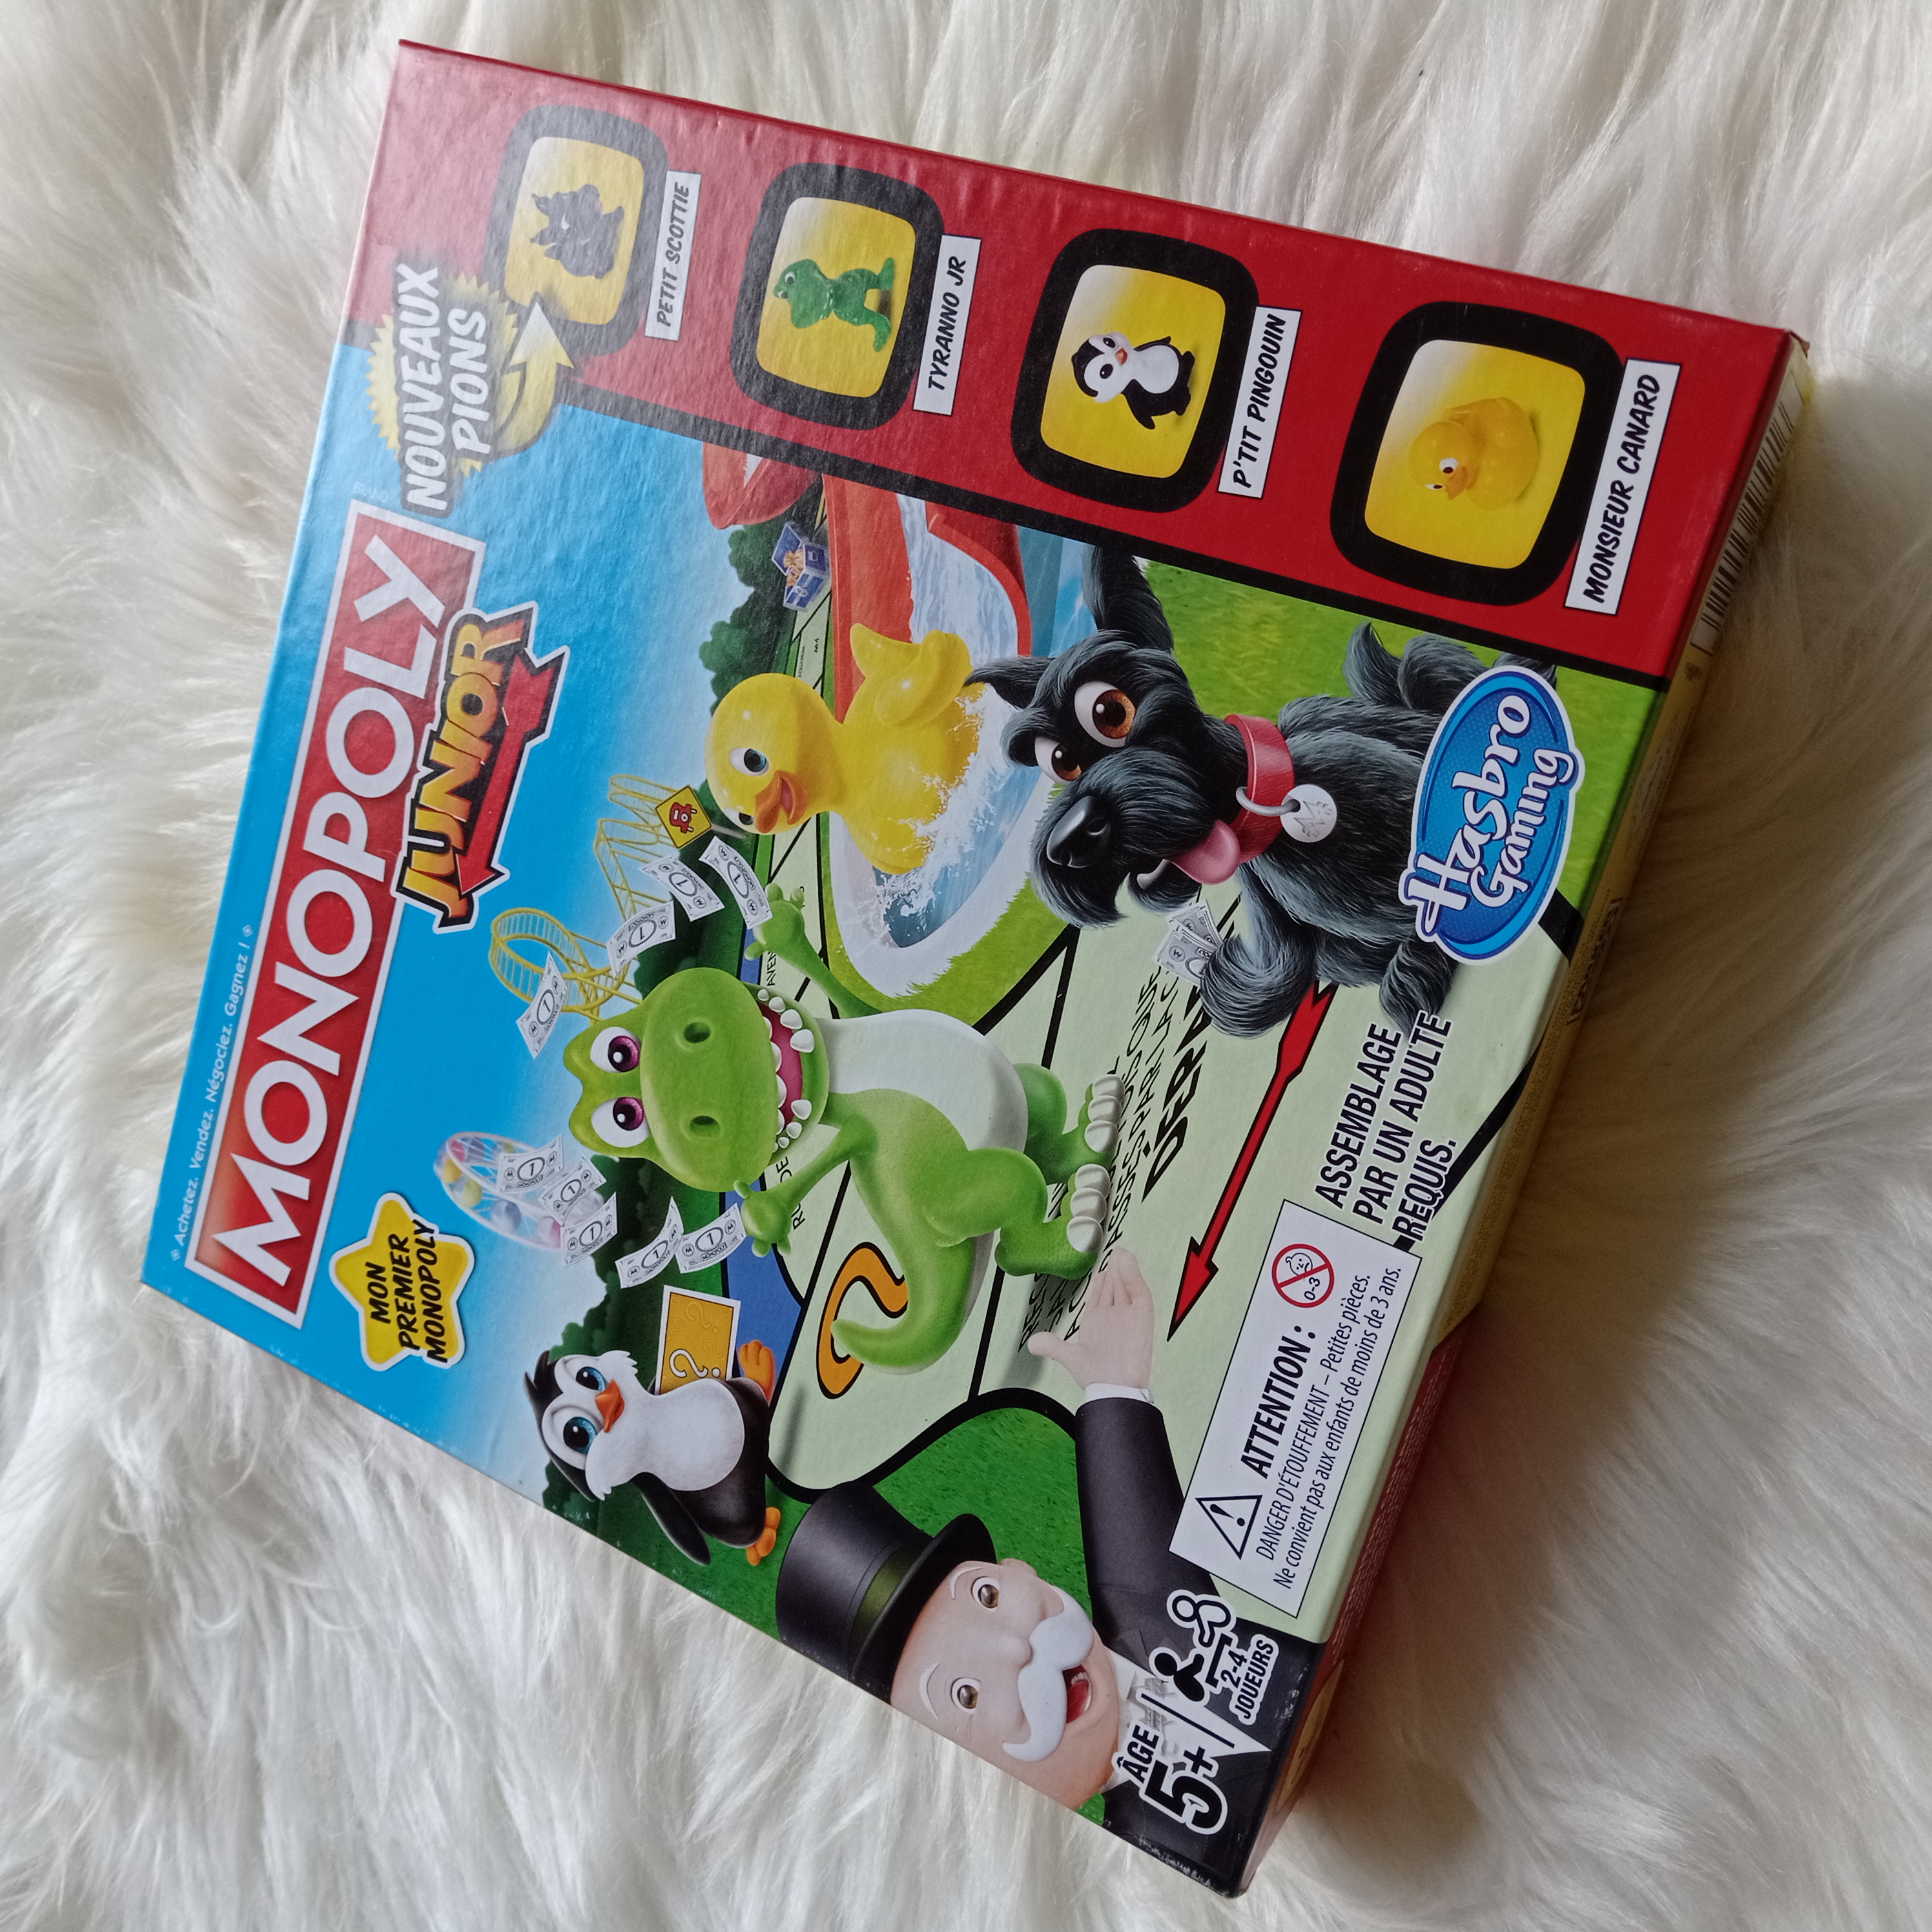 Achetez. Vendez. Négociez. Gagnez !
MONOPOLY
JUNIOR
MON
PREMIER
MONOPOLY
NOUVEAUX
PIONS
PETIT SCOTTIE
TYRANNO JR
P'TIT PINGOUIN
MONSIEUR CANARD
DÉPA
ÂGE
5+
2-4
JOUEURS
ATTENTION :
DANGER D'ÉTOUFFEMENT – Petites pièces.
Ne convient pas aux enfants de moins de 3 ans.
0-3
ASSEMBLAGE
PAR UN ADULTE
REQUIS.
Hasbro
Gaming